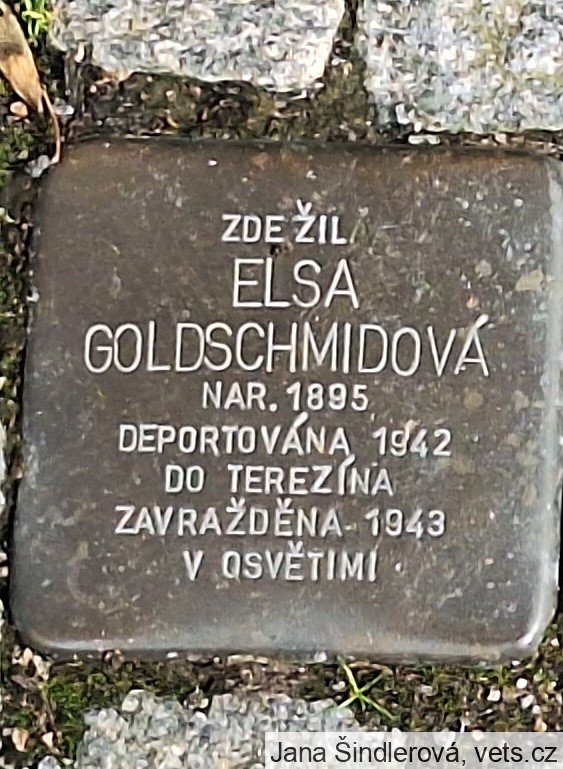 ZDE ŽIL
ELSA
GOLDSCHMIDOVÁ
NAR. 1895
DEPORTOVÁNA 1942
DO TEREZÍNA
ZAVRAŽDĚNA 1943
V OSVĚTIMI
Jana Šindlerová, vets.cz